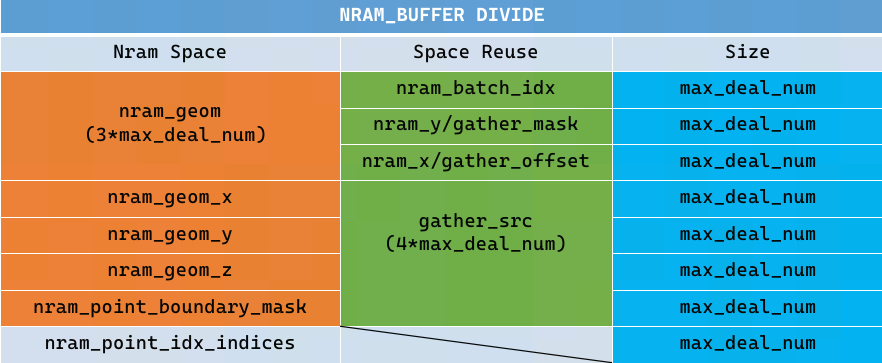 NRAM_BUFFER DIVIDE
Nram Space Space Reuse Size
nram_geom
(3*max_deal_num)
nram_batch_idx max_deal_num
nram_y/gather_mask max_deal_num
nram_x/gather_offset max_deal_num
nram_geom_x max_deal_num
gather_src
(4*max_deal_num)
nram_geom_y max_deal_num
nram_geom_z max_deal_num
nram_point_boundary_mask max_deal_num
nram_point_idx_indices max_deal_num